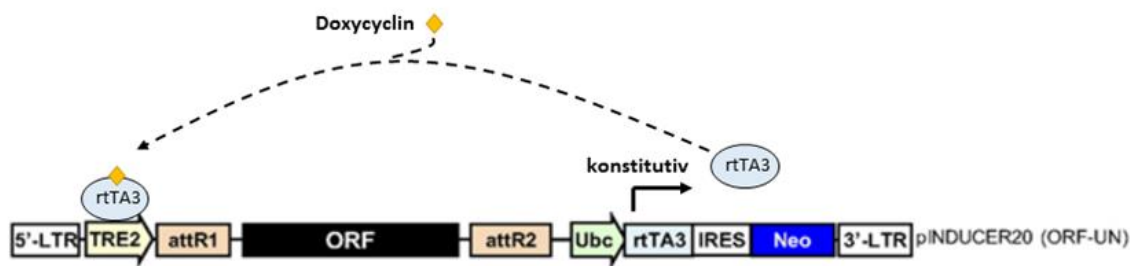 Doxycyclin
rtTA3
konstitutiv
rtTA3
5'-LTR TRE2 attR1 ORF attR2 Ubc rtTA3 IRES Neo 3'-LTR pINDUCER20 (ORF-UN)